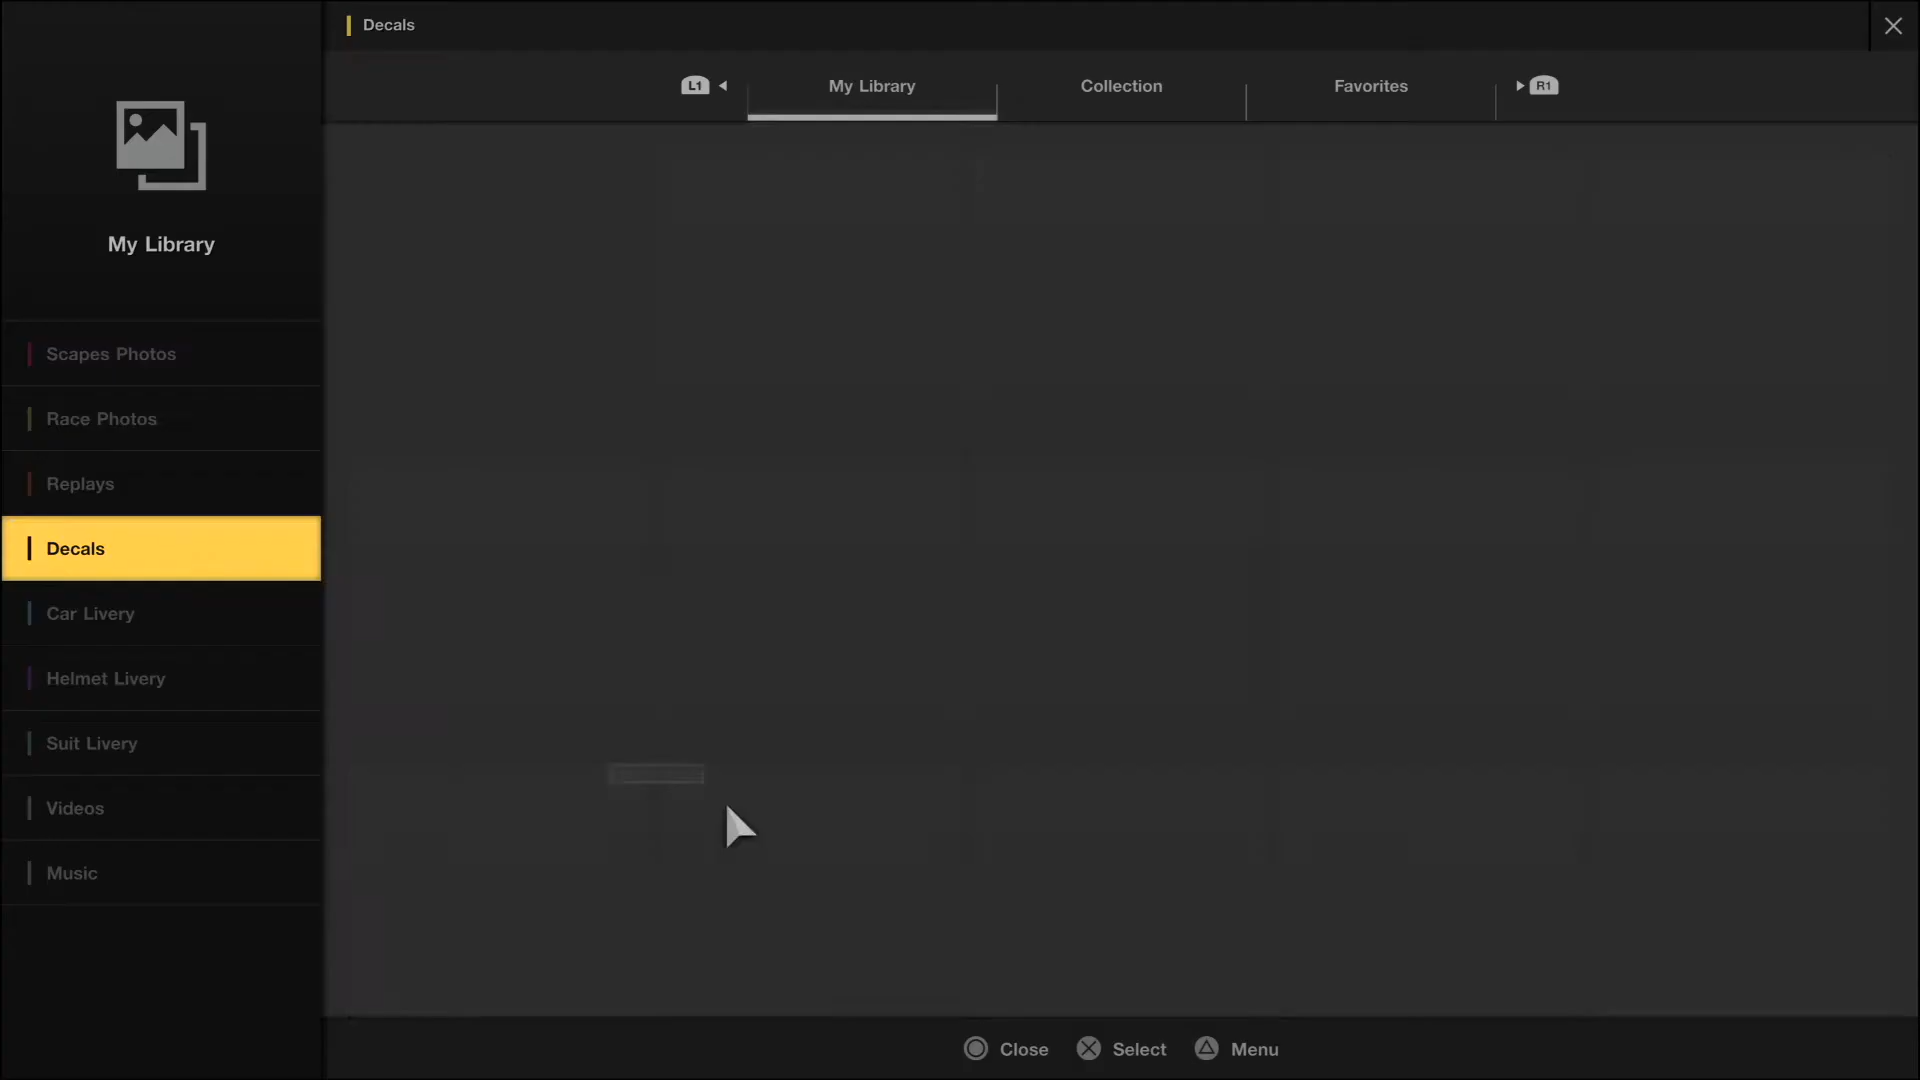 Decals
L1
My Library
Collection
Favorites
R1
My Library
Scapes Photos
Race Photos
Replays
Decals
Car Livery
Helmet Livery
Suit Livery
Videos
Music
Close
Select
Menu